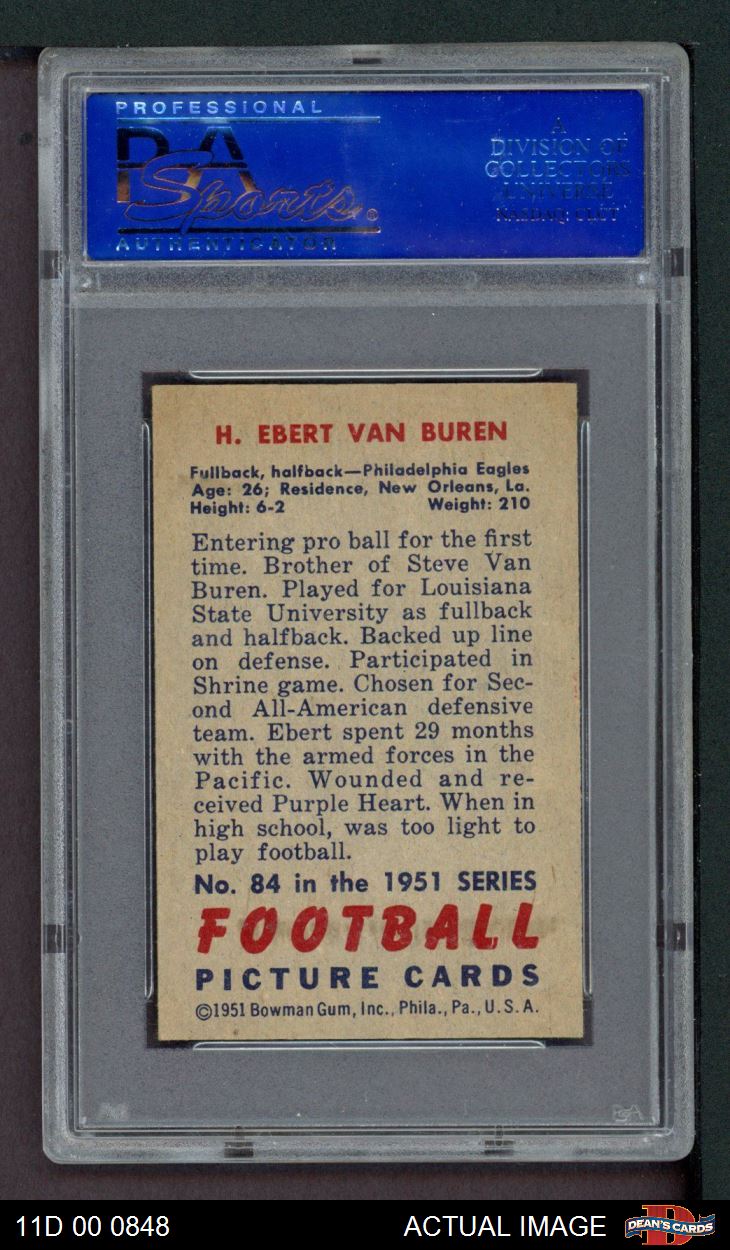 PROFESSIONAL
PSA
Sports®
AUTHENTICATOR
A
DIVISION OF
COLLECTORS
UNIVERSE
NASDAQ: CLCT
H. EBERT VAN BUREN
Fullback, halfback—Philadelphia Eagles
Age: 26; Residence, New Orleans, La.
Height: 6-2 Weight: 210
Entering pro ball for the first
time. Brother of Steve Van
Buren. Played for Louisiana
State University as fullback
and halfback. Backed up line
on defense. Participated in
Shrine game. Chosen for Sec-
ond All-American defensive
team. Ebert spent 29 months
with the armed forces in the
Pacific. Wounded and re-
ceived Purple Heart. When in
high school, was too light to
play football.
No. 84 in the 1951 SERIES
FOOTBALL
PICTURE CARDS
©1951 Bowman Gum, Inc., Phila., Pa., U.S.A.
PSA
11D 00 0848 ACTUAL IMAGE
DEAN'S CARDS